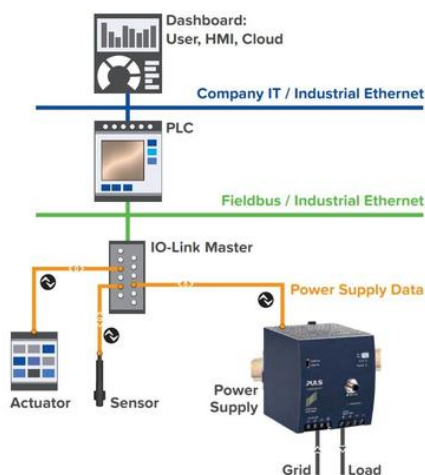 Dashboard:
User, HMI, Cloud
Company IT / Industrial Ethernet
PLC
Fieldbus / Industrial Ethernet
IO-Link Master
Power Supply Data
Actuator
Sensor
Power
Supply
PULS
Grid
Load